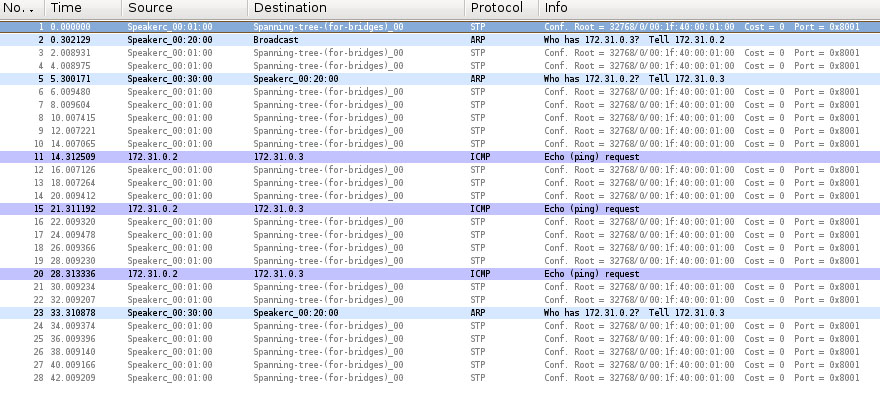 No. . Time Source Destination Protocol Info
1 0.000000 Speakerc_00:01:00 Spanning-tree-(for-bridges)_00 STP Conf. Root = 32768/0/00:1f:40:00:01:00 Cost = 0 Port = 0x8001
2 0.302129 Speakerc_00:20:00 Broadcast ARP Who has 172.31.0.3? Tell 172.31.0.2
3 2.008931 Speakerc_00:01:00 Spanning-tree-(for-bridges)_00 STP Conf. Root = 32768/0/00:1f:40:00:01:00 Cost = 0 Port = 0x8001
4 4.008975 Speakerc_00:01:00 Spanning-tree-(for-bridges)_00 STP Conf. Root = 32768/0/00:1f:40:00:01:00 Cost = 0 Port = 0x8001
5 5.300171 Speakerc_00:30:00 Speakerc_00:20:00 ARP Who has 172.31.0.2? Tell 172.31.0.3
6 6.009480 Speakerc_00:01:00 Spanning-tree-(for-bridges)_00 STP Conf. Root = 32768/0/00:1f:40:00:01:00 Cost = 0 Port = 0x8001
7 8.009604 Speakerc_00:01:00 Spanning-tree-(for-bridges)_00 STP Conf. Root = 32768/0/00:1f:40:00:01:00 Cost = 0 Port = 0x8001
8 10.007415 Speakerc_00:01:00 Spanning-tree-(for-bridges)_00 STP Conf. Root = 32768/0/00:1f:40:00:01:00 Cost = 0 Port = 0x8001
9 12.007221 Speakerc_00:01:00 Spanning-tree-(for-bridges)_00 STP Conf. Root = 32768/0/00:1f:40:00:01:00 Cost = 0 Port = 0x8001
10 14.007065 Speakerc_00:01:00 Spanning-tree-(for-bridges)_00 STP Conf. Root = 32768/0/00:1f:40:00:01:00 Cost = 0 Port = 0x8001
11 14.312509 172.31.0.2 172.31.0.3 ICMP Echo (ping) request
12 16.007126 Speakerc_00:01:00 Spanning-tree-(for-bridges)_00 STP Conf. Root = 32768/0/00:1f:40:00:01:00 Cost = 0 Port = 0x8001
13 18.007264 Speakerc_00:01:00 Spanning-tree-(for-bridges)_00 STP Conf. Root = 32768/0/00:1f:40:00:01:00 Cost = 0 Port = 0x8001
14 20.009412 Speakerc_00:01:00 Spanning-tree-(for-bridges)_00 STP Conf. Root = 32768/0/00:1f:40:00:01:00 Cost = 0 Port = 0x8001
15 21.311192 172.31.0.2 172.31.0.3 ICMP Echo (ping) request
16 22.009320 Speakerc_00:01:00 Spanning-tree-(for-bridges)_00 STP Conf. Root = 32768/0/00:1f:40:00:01:00 Cost = 0 Port = 0x8001
17 24.009478 Speakerc_00:01:00 Spanning-tree-(for-bridges)_00 STP Conf. Root = 32768/0/00:1f:40:00:01:00 Cost = 0 Port = 0x8001
18 26.009366 Speakerc_00:01:00 Spanning-tree-(for-bridges)_00 STP Conf. Root = 32768/0/00:1f:40:00:01:00 Cost = 0 Port = 0x8001
19 28.009230 Speakerc_00:01:00 Spanning-tree-(for-bridges)_00 STP Conf. Root = 32768/0/00:1f:40:00:01:00 Cost = 0 Port = 0x8001
20 28.313336 172.31.0.2 172.31.0.3 ICMP Echo (ping) request
21 30.009234 Speakerc_00:01:00 Spanning-tree-(for-bridges)_00 STP Conf. Root = 32768/0/00:1f:40:00:01:00 Cost = 0 Port = 0x8001
22 32.009207 Speakerc_00:01:00 Spanning-tree-(for-bridges)_00 STP Conf. Root = 32768/0/00:1f:40:00:01:00 Cost = 0 Port = 0x8001
23 33.310878 Speakerc_00:30:00 Speakerc_00:20:00 ARP Who has 172.31.0.2? Tell 172.31.0.3
24 34.009374 Speakerc_00:01:00 Spanning-tree-(for-bridges)_00 STP Conf. Root = 32768/0/00:1f:40:00:01:00 Cost = 0 Port = 0x8001
25 36.009396 Speakerc_00:01:00 Spanning-tree-(for-bridges)_00 STP Conf. Root = 32768/0/00:1f:40:00:01:00 Cost = 0 Port = 0x8001
26 38.009140 Speakerc_00:01:00 Spanning-tree-(for-bridges)_00 STP Conf. Root = 32768/0/00:1f:40:00:01:00 Cost = 0 Port = 0x8001
27 40.009166 Speakerc_00:01:00 Spanning-tree-(for-bridges)_00 STP Conf. Root = 32768/0/00:1f:40:00:01:00 Cost = 0 Port = 0x8001
28 42.009209 Speakerc_00:01:00 Spanning-tree-(for-bridges)_00 STP Conf. Root = 32768/0/00:1f:40:00:01:00 Cost = 0 Port = 0x8001